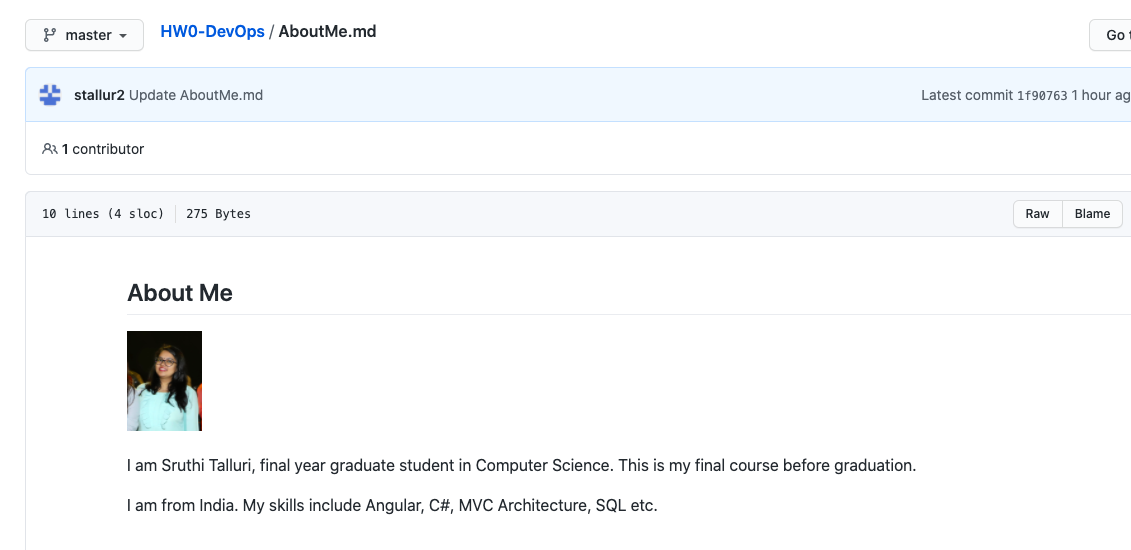 master HW0-DevOps / AboutMe.md Go
stallur2 Update AboutMe.md Latest commit 1f90763 1 hour
1 contributor
10 lines (4 sloc) 275 Bytes Raw Blame
About Me
I am Sruthi Talluri, final year graduate student in Computer Science. This is my final course before graduation.
I am from India. My skills include Angular, C#, MVC Architecture, SQL etc.